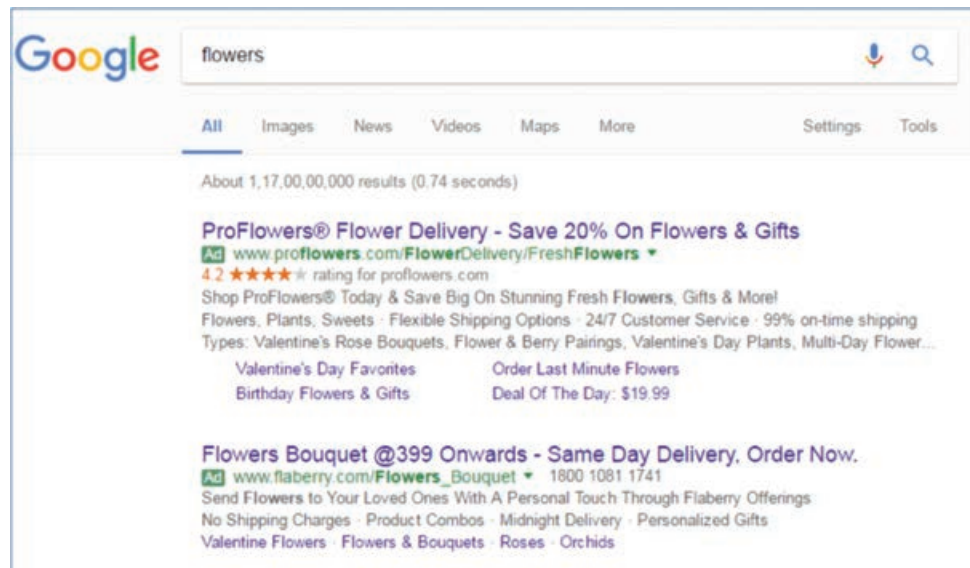 Google
flowers
All Images News Videos Maps More Settings Tools
About 1,17,00,00,000 results (0.74 seconds)
ProFlowers® Flower Delivery - Save 20% On Flowers & Gifts
Ad www.proflowers.com/FlowerDelivery/FreshFlowers
4.2 ★★★★★ rating for proflowers.com
Shop ProFlowers® Today & Save Big On Stunning Fresh Flowers, Gifts & More!
Flowers, Plants, Sweets · Flexible Shipping Options · 24/7 Customer Service · 99% on-time shipping
Types: Valentine's Rose Bouquets, Flower & Berry Pairings, Valentine's Day Plants, Multi-Day Flower...
Valentine's Day Favorites Order Last Minute Flowers
Birthday Flowers & Gifts Deal Of The Day: $19.99
Flowers Bouquet @399 Onwards - Same Day Delivery, Order Now.
Ad www.flaberry.com/Flowers_Bouquet 1800 1081 1741
Send Flowers to Your Loved Ones With A Personal Touch Through Flaberry Offerings
No Shipping Charges · Product Combos · Midnight Delivery · Personalized Gifts
Valentine Flowers · Flowers & Bouquets · Roses · Orchids